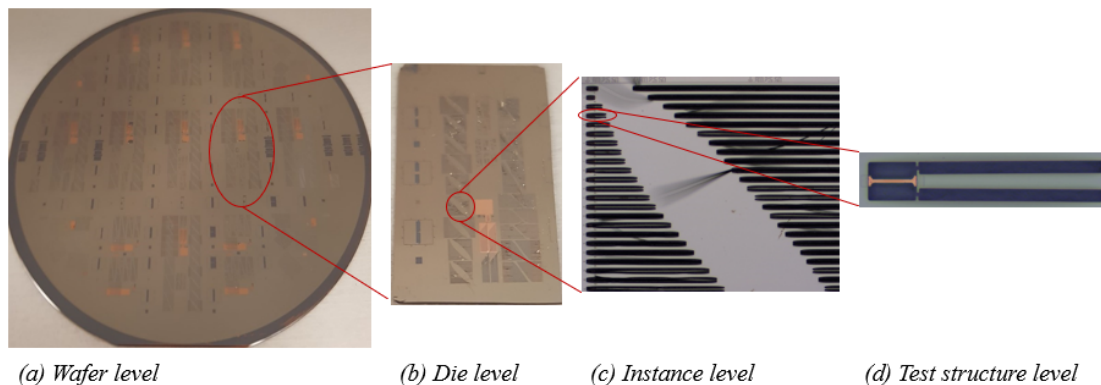 (a) Wafer level
(b) Die level
(c) Instance level
(d) Test structure level